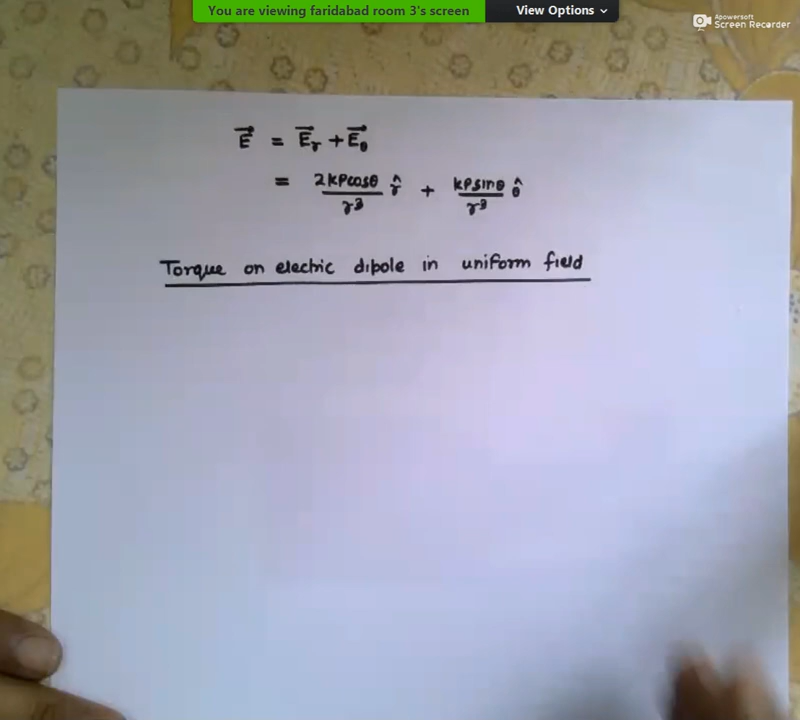 You are viewing faridabad room 3's screen
View Options
Apowersoft
Screen Recorder
E⃗ = E⃗r + E⃗θ
= 2kpcosθ/r³ r̂ + kpsinθ/r³ θ̂
Torque on electric dipole in uniform field